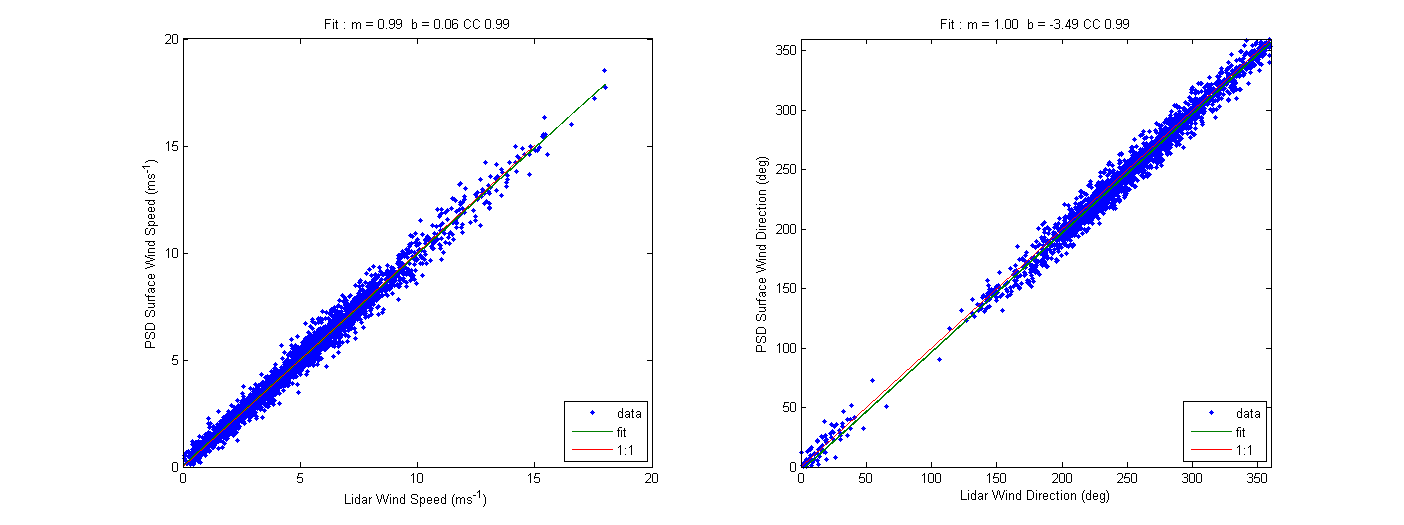 Fit : m = 0.99 b = 0.06 CC 0.99
20
15
10
5
0
0 5 10 15 20
PSD Surface Wind Speed (ms-1)
Lidar Wind Speed (ms-1)
data
fit
1:1
Fit : m = 1.00 b = -3.49 CC 0.99
350
300
250
200
150
100
50
0
0 50 100 150 200 250 300 350
PSD Surface Wind Direction (deg)
Lidar Wind Direction (deg)
data
fit
1:1